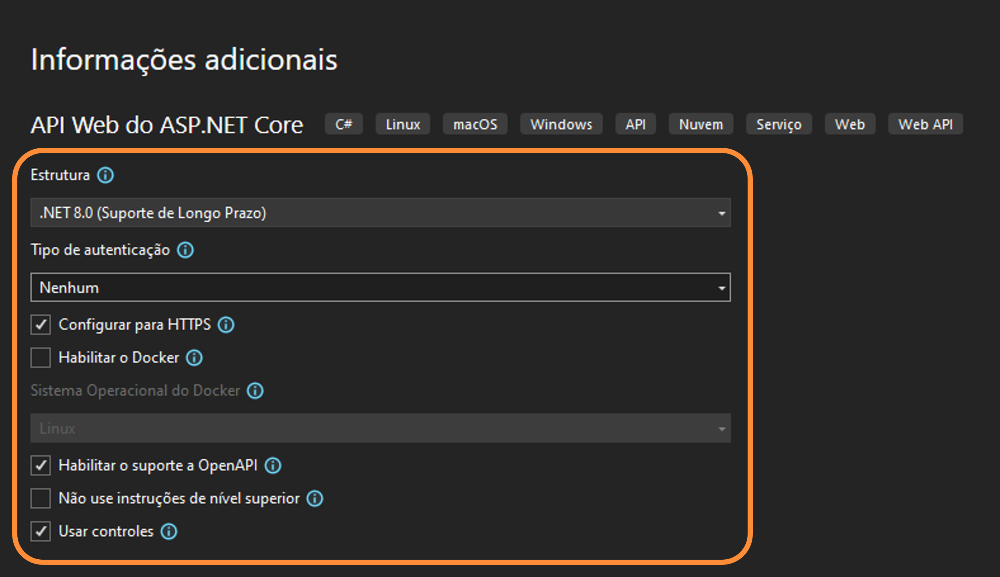 Informações adicionais
API Web do ASP.NET Core C# Linux macOS Windows API Nuvem Serviço Web Web API
Estrutura
.NET 8.0 (Suporte de Longo Prazo)
Tipo de autenticação
Nenhum
Configurar para HTTPS
Habilitar o Docker
Sistema Operacional do Docker
Linux
Habilitar o suporte a OpenAPI
Não use instruções de nível superior
Usar controles